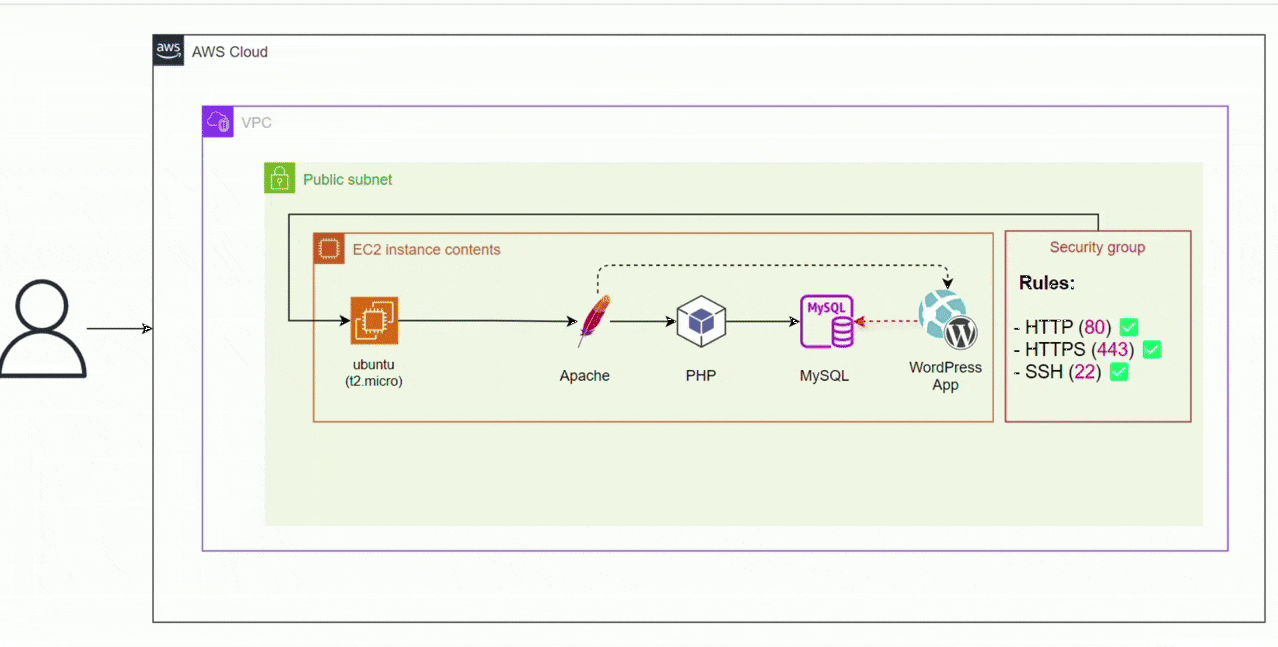 aws
AWS Cloud
VPC
Public subnet
EC2 instance contents
Security group
Rules:
- HTTP (80) ✅
- HTTPS (443) ✅
- SSH (22) ✅
MySQL
ubuntu
(t2.micro)
Apache
PHP
MySQL
WordPress
App